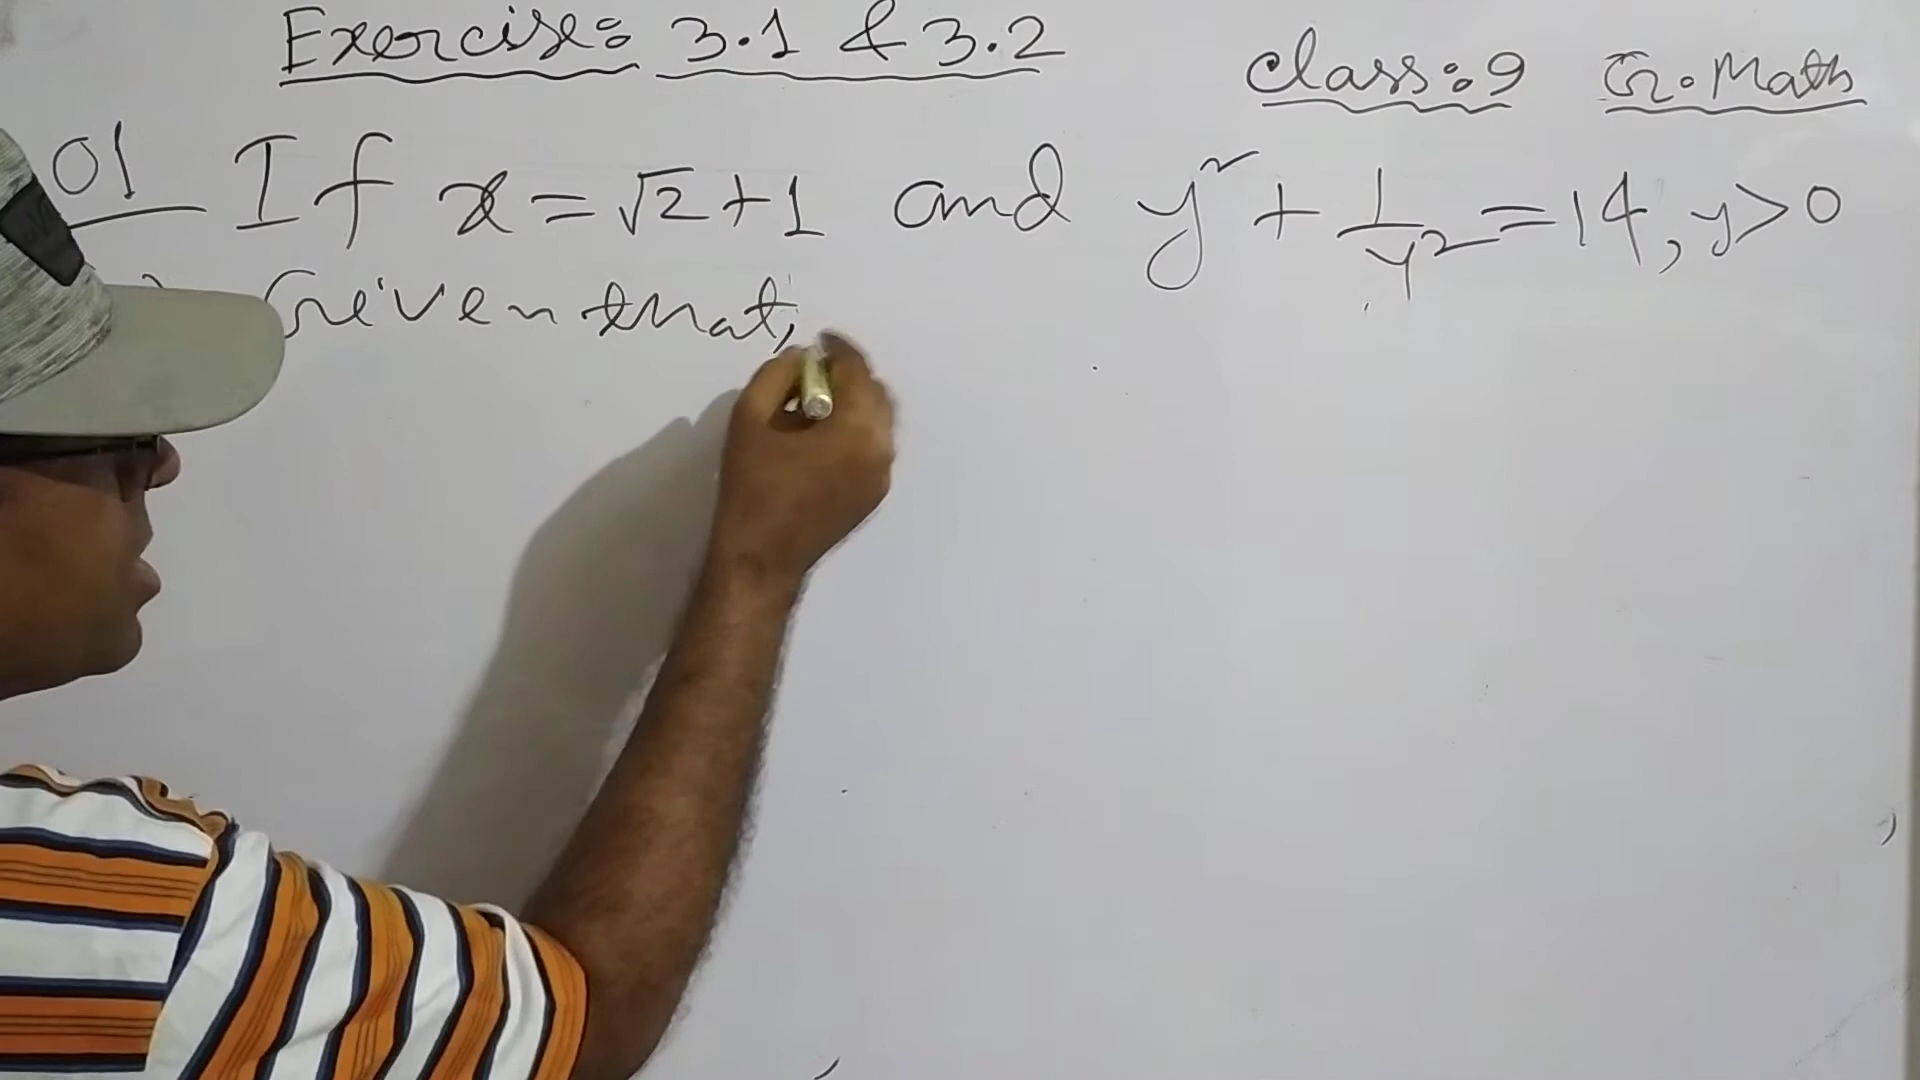 Exercise: 3.1 & 3.2
Class: 9 G. Math
01 If x = √2 + 1 and y² + 1/y² = 14, y > 0
Given that,